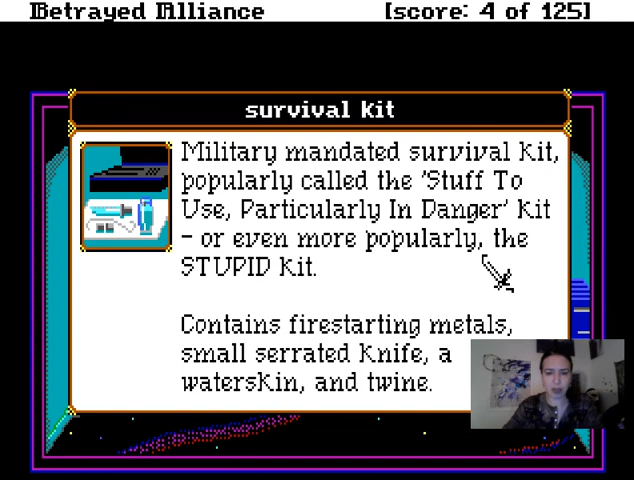 Betrayed Alliance [score: 4 of 125]
survival kit
Military mandated survival kit,
popularly called the 'Stuff To
Use, Particularly In Danger' Kit
- or even more popularly, the
STUPID Kit.
Contains firestarting metals,
small serrated knife, a
waterskin, and twine.